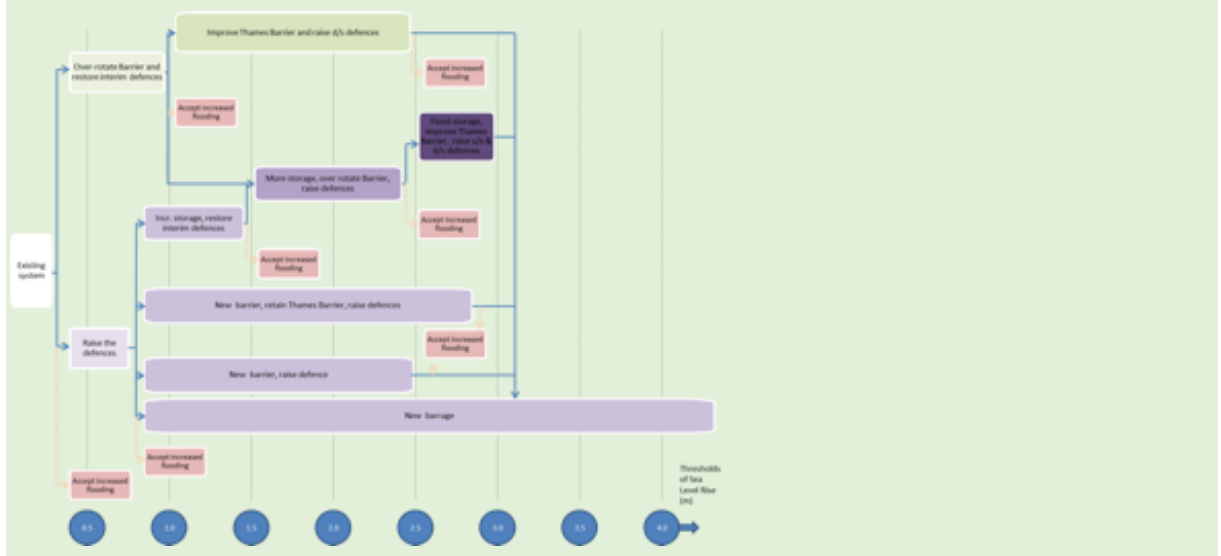 Improve Thames Barrier and raise d/s defences
Over-rotate Barrier and
restore interim defences
Accept increased
flooding
Accept increased
flooding
Flood storage,
improve Thames
Barrier, raise u/s &
d/s defences
More storage, over rotate Barrier,
raise defences
Incr. storage, restore
interim defences
Accept increased
flooding
Accept increased
flooding
Existing
system
New barrier, retain Thames Barrier, raise defences
Raise the
defences
Accept increased
flooding
New barrier, raise defence
New barrage
Accept increased
flooding
Accept increased
flooding
Thresholds
of Sea
Level Rise
(m)
0.5
1.0
1.5
2.0
2.5
3.0
3.5
4.0